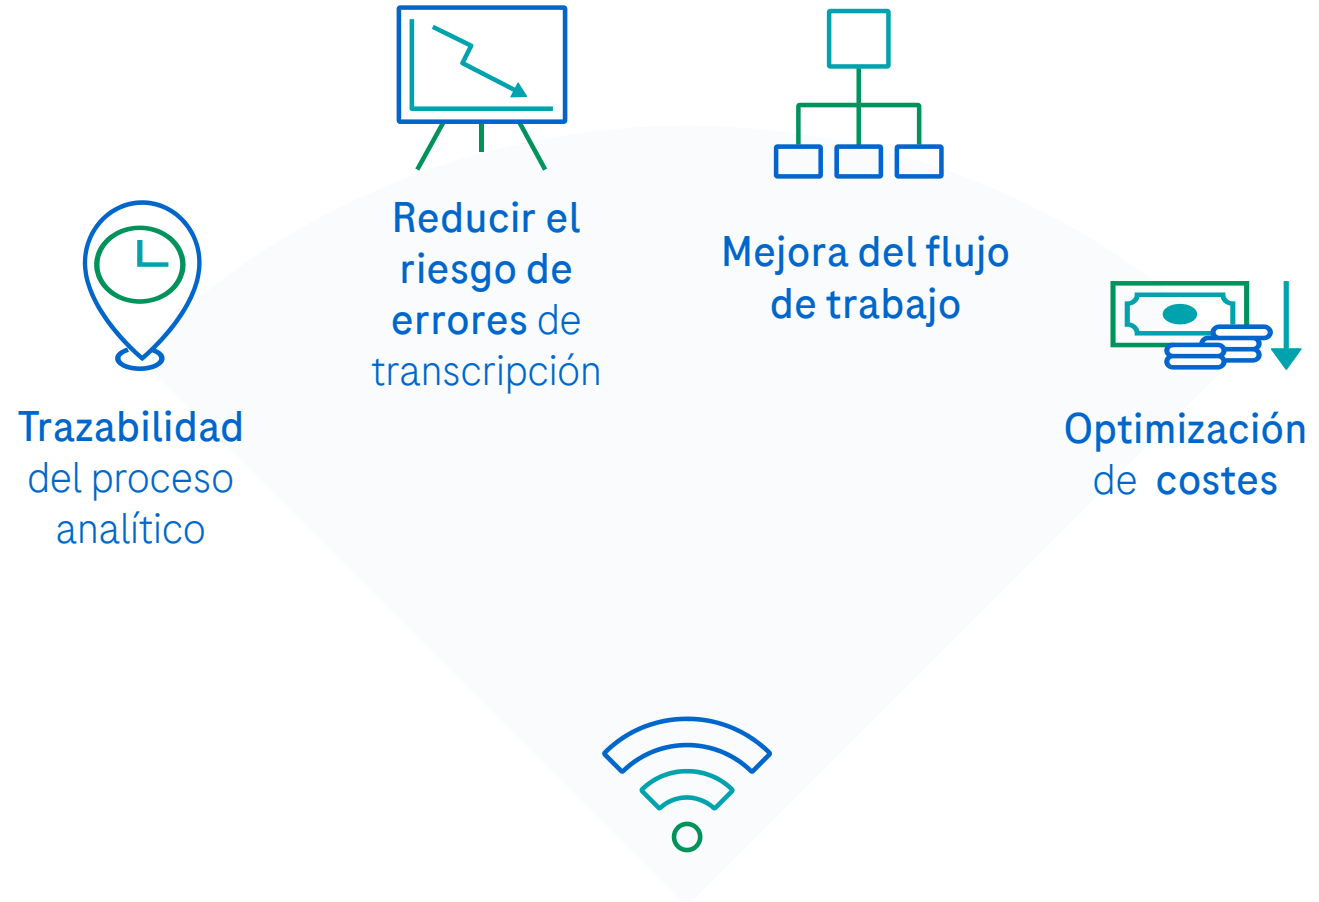 Trazabilidad
del proceso
analítico
Reducir el
riesgo de
errores de
transcripción
Mejora del flujo
de trabajo
Optimización
de costes